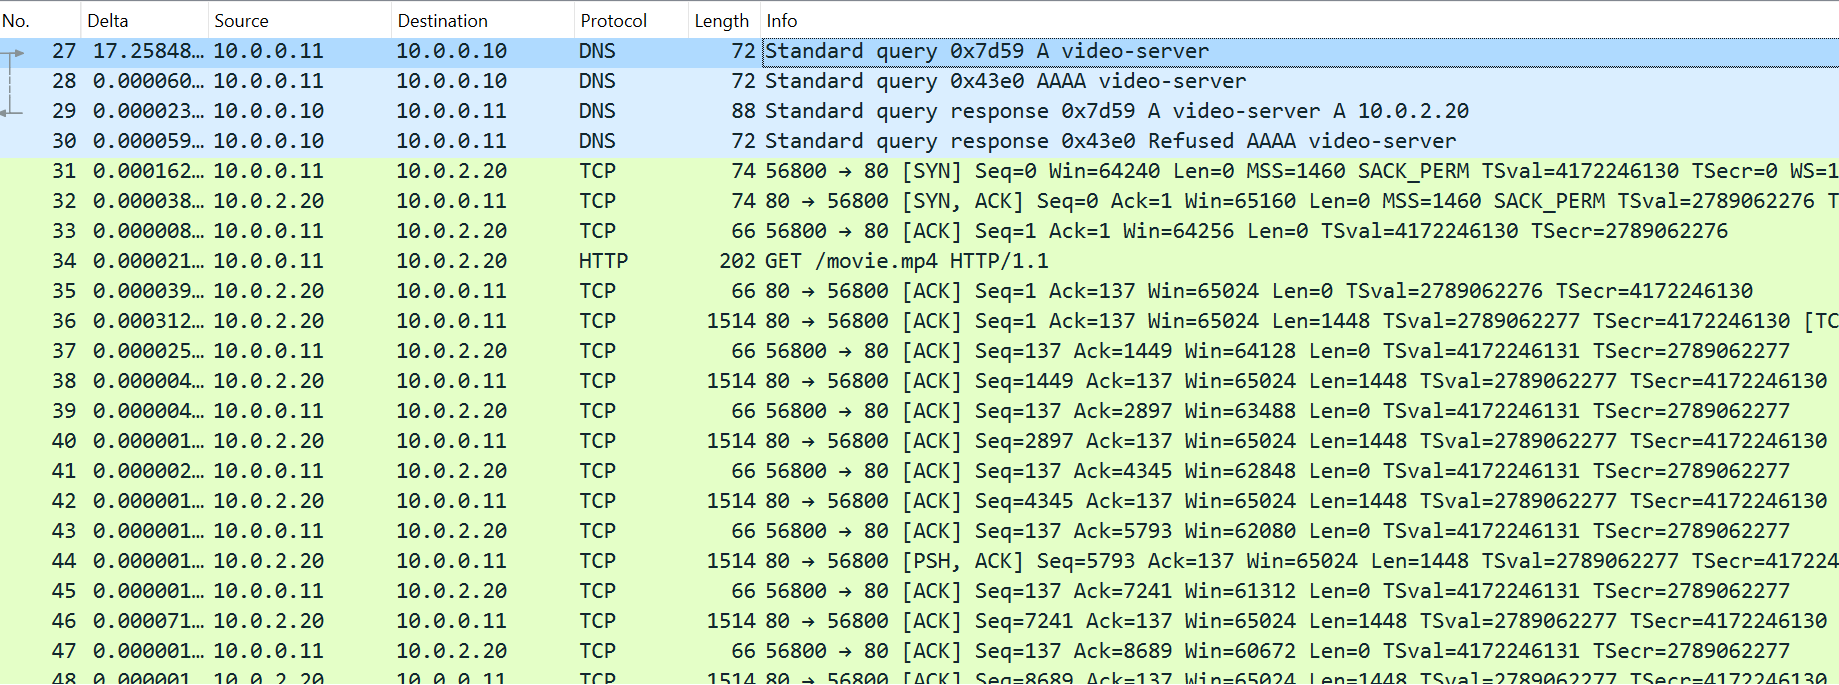 No. Delta Source Destination Protocol Length Info
27 17.25848… 10.0.0.11 10.0.0.10 DNS 72 Standard query 0x7d59 A video-server
28 0.000060… 10.0.0.11 10.0.0.10 DNS 72 Standard query 0x43e0 AAAA video-server
29 0.000023… 10.0.0.10 10.0.0.11 DNS 88 Standard query response 0x7d59 A video-server A 10.0.2.20
30 0.000059… 10.0.0.10 10.0.0.11 DNS 72 Standard query response 0x43e0 Refused AAAA video-server
31 0.000162… 10.0.0.11 10.0.2.20 TCP 74 56800 → 80 [SYN] Seq=0 Win=64240 Len=0 MSS=1460 SACK_PERM TSval=4172246130 TSecr=0 WS=1
32 0.000038… 10.0.2.20 10.0.0.11 TCP 74 80 → 56800 [SYN, ACK] Seq=0 Ack=1 Win=65160 Len=0 MSS=1460 SACK_PERM TSval=2789062276 T
33 0.000008… 10.0.0.11 10.0.2.20 TCP 66 56800 → 80 [ACK] Seq=1 Ack=1 Win=64256 Len=0 TSval=4172246130 TSecr=2789062276
34 0.000021… 10.0.0.11 10.0.2.20 HTTP 202 GET /movie.mp4 HTTP/1.1
35 0.000039… 10.0.2.20 10.0.0.11 TCP 66 80 → 56800 [ACK] Seq=1 Ack=137 Win=65024 Len=0 TSval=2789062276 TSecr=4172246130
36 0.000312… 10.0.2.20 10.0.0.11 TCP 1514 80 → 56800 [ACK] Seq=1 Ack=137 Win=65024 Len=1448 TSval=2789062277 TSecr=4172246130 [TC
37 0.000025… 10.0.0.11 10.0.2.20 TCP 66 56800 → 80 [ACK] Seq=137 Ack=1449 Win=64128 Len=0 TSval=4172246131 TSecr=2789062277
38 0.000004… 10.0.2.20 10.0.0.11 TCP 1514 80 → 56800 [ACK] Seq=1449 Ack=137 Win=65024 Len=1448 TSval=2789062277 TSecr=4172246130
39 0.000004… 10.0.0.11 10.0.2.20 TCP 66 56800 → 80 [ACK] Seq=137 Ack=2897 Win=63488 Len=0 TSval=4172246131 TSecr=2789062277
40 0.000001… 10.0.2.20 10.0.0.11 TCP 1514 80 → 56800 [ACK] Seq=2897 Ack=137 Win=65024 Len=1448 TSval=2789062277 TSecr=4172246130
41 0.000002… 10.0.0.11 10.0.2.20 TCP 66 56800 → 80 [ACK] Seq=137 Ack=4345 Win=62848 Len=0 TSval=4172246131 TSecr=2789062277
42 0.000001… 10.0.2.20 10.0.0.11 TCP 1514 80 → 56800 [ACK] Seq=4345 Ack=137 Win=65024 Len=1448 TSval=2789062277 TSecr=4172246130
43 0.000001… 10.0.0.11 10.0.2.20 TCP 66 56800 → 80 [ACK] Seq=137 Ack=5793 Win=62080 Len=0 TSval=4172246131 TSecr=2789062277
44 0.000001… 10.0.2.20 10.0.0.11 TCP 1514 80 → 56800 [PSH, ACK] Seq=5793 Ack=137 Win=65024 Len=1448 TSval=2789062277 TSecr=417224
45 0.000001… 10.0.0.11 10.0.2.20 TCP 66 56800 → 80 [ACK] Seq=137 Ack=7241 Win=61312 Len=0 TSval=4172246131 TSecr=2789062277
46 0.000071… 10.0.2.20 10.0.0.11 TCP 1514 80 → 56800 [ACK] Seq=7241 Ack=137 Win=65024 Len=1448 TSval=2789062277 TSecr=4172246130
47 0.000001… 10.0.0.11 10.0.2.20 TCP 66 56800 → 80 [ACK] Seq=137 Ack=8689 Win=60672 Len=0 TSval=4172246131 TSecr=2789062277
48 0.000001 10.0.2.20 10.0.0.11 TCP 1514 80 → 56800 [ACK] Seq=8689 Ack=137 Win=65024 Len=1448 TSval=2789062277 TSecr=4172246130